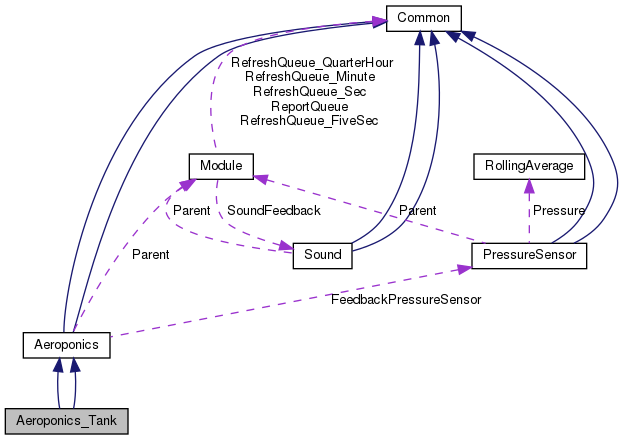 Common
RefreshQueue_QuarterHour
RefreshQueue_Minute
RefreshQueue_Sec
ReportQueue
RefreshQueue_FiveSec
Module
RollingAverage
Parent
SoundFeedback
Parent
Pressure
Parent
Sound
PressureSensor
FeedbackPressureSensor
Aeroponics
Aeroponics_Tank